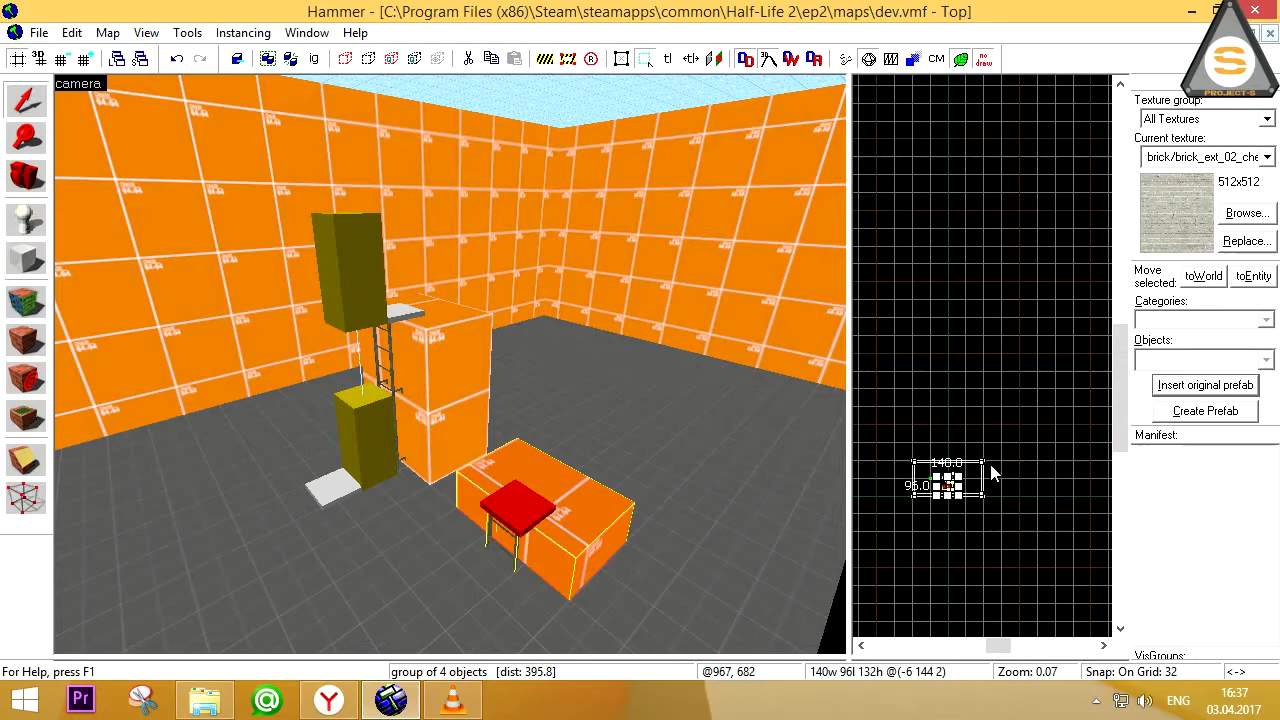 Hammer - [C:\Program Files (x86)\Steam\steamapps\common\Half-Life 2\ep2\maps\dev.vmf - Top]
File Edit Map View Tools Instancing Window Help
camera
PROJECT-S
Texture group:
All Textures
Current texture:
brick/brick_ext_02_che
512x512
Browse...
Replace...
Move selected:
toWorld
toEntity
Categories:
Objects:
Insert original prefab
Create Prefab
Manifest:
VisGroups:
140.0
For Help, press F1
group of 4 objects [dist: 395.8]
@967, 682
140w 96l 132h @(-6 144 2)
Zoom: 0.07
Snap: On Grid: 32
<->
ENG
16:37
03.04.2017